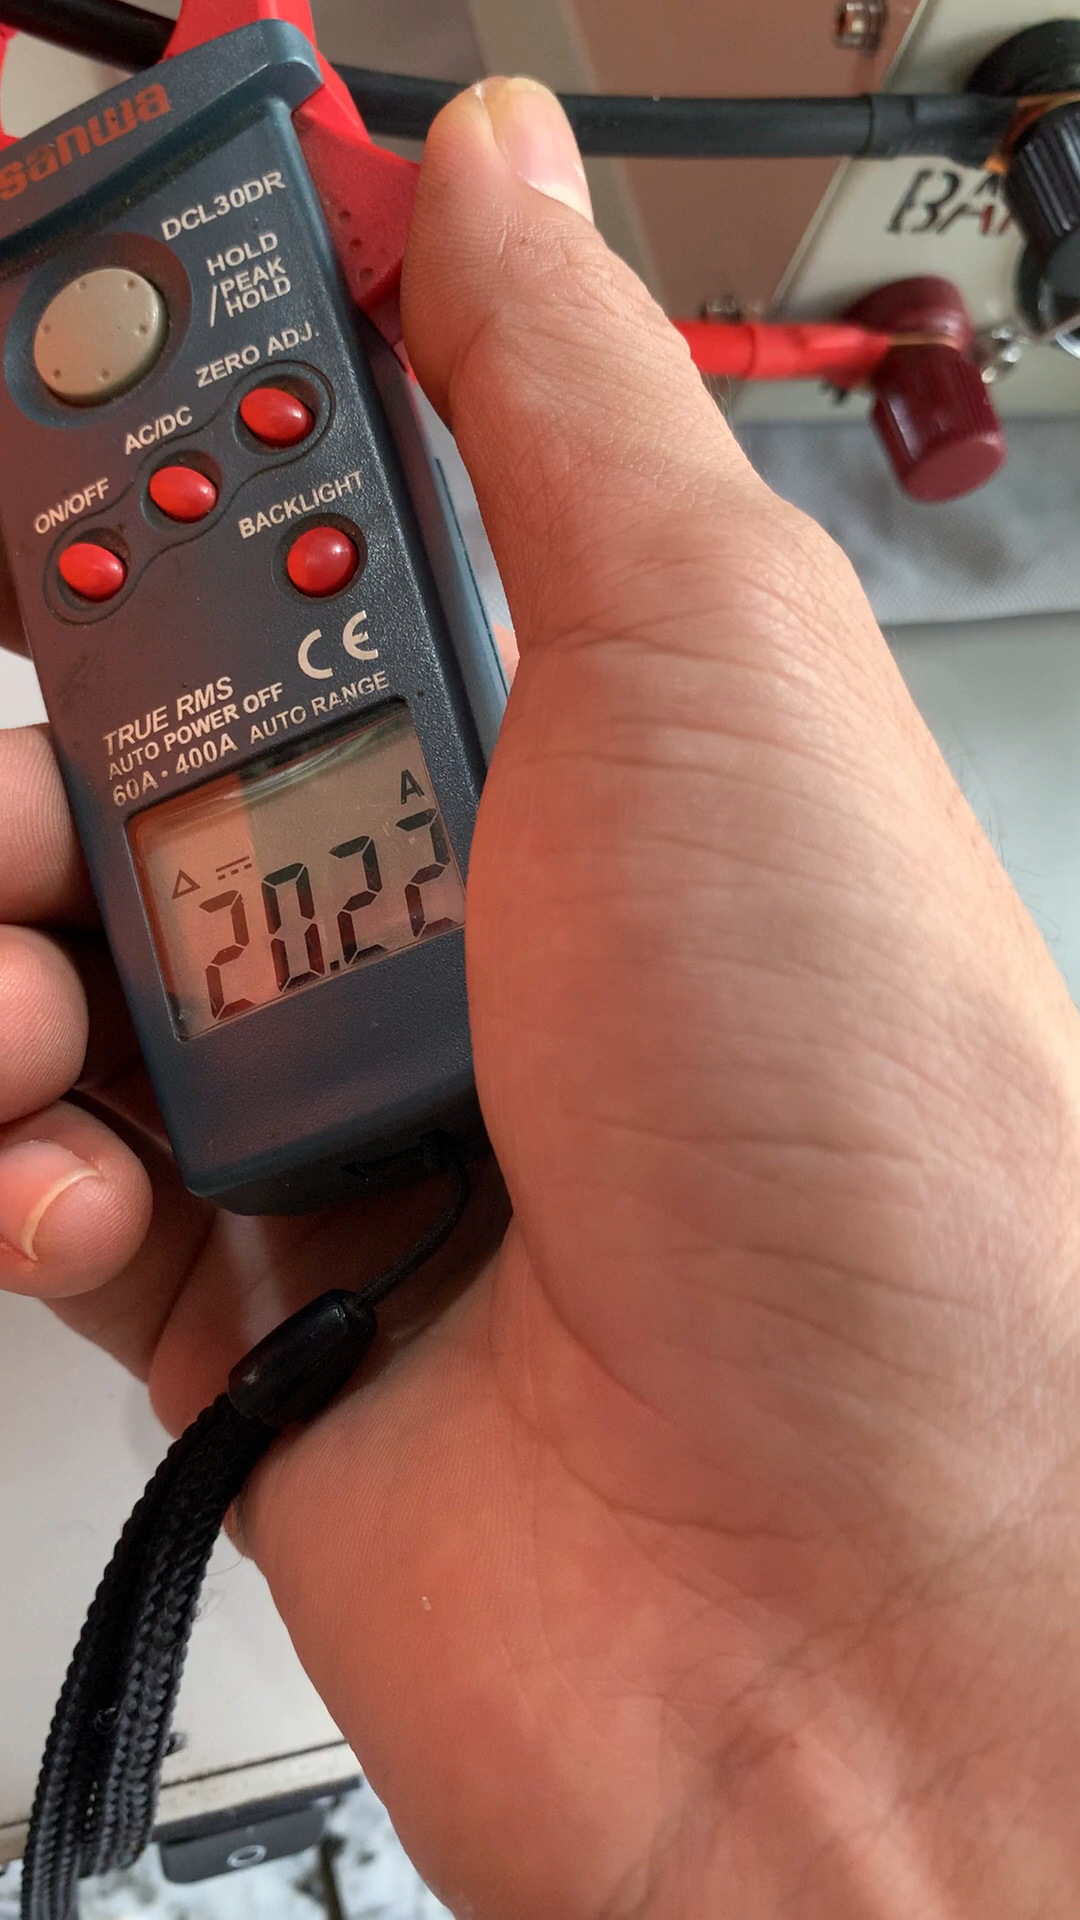 sanwa
DCL30DR
HOLD
/PEAK
/HOLD
ZERO ADJ.
AC/DC
ON/OFF
BACKLIGHT
CE
TRUE RMS
AUTO POWER OFF
60A・400A AUTO RANGE
A
Δ
20.22